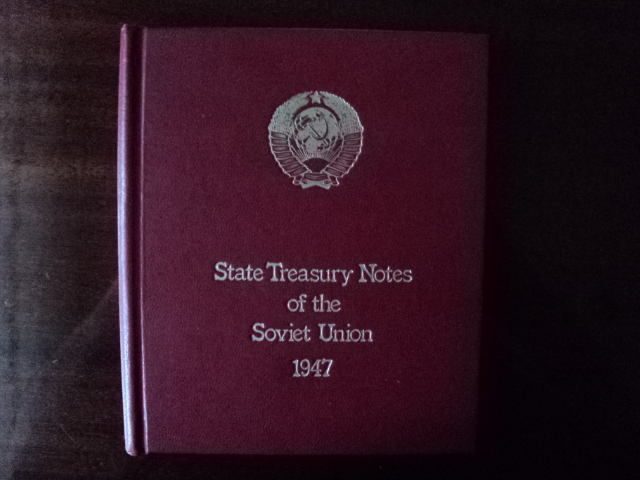 State Treasury Notes
of the
Soviet Union
1947